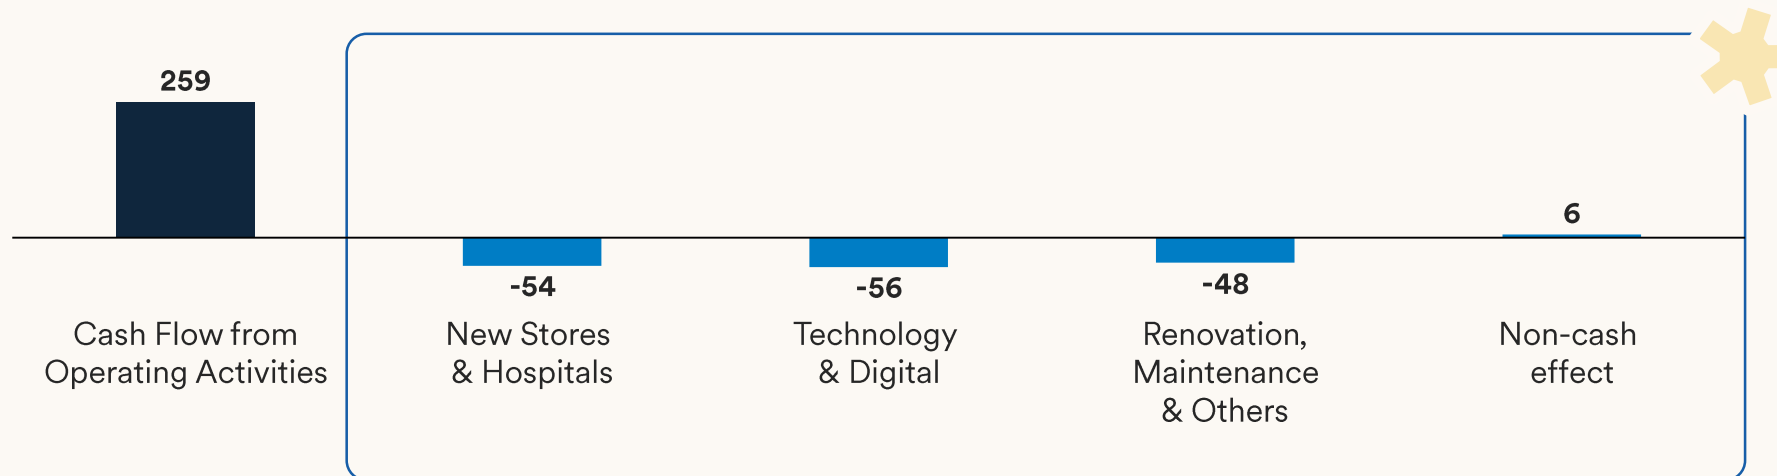 259
6
-54
-56
-48
Cash Flow from
Operating Activities
New Stores
& Hospitals
Technology
& Digital
Renovation,
Maintenance
& Others
Non-cash
effect